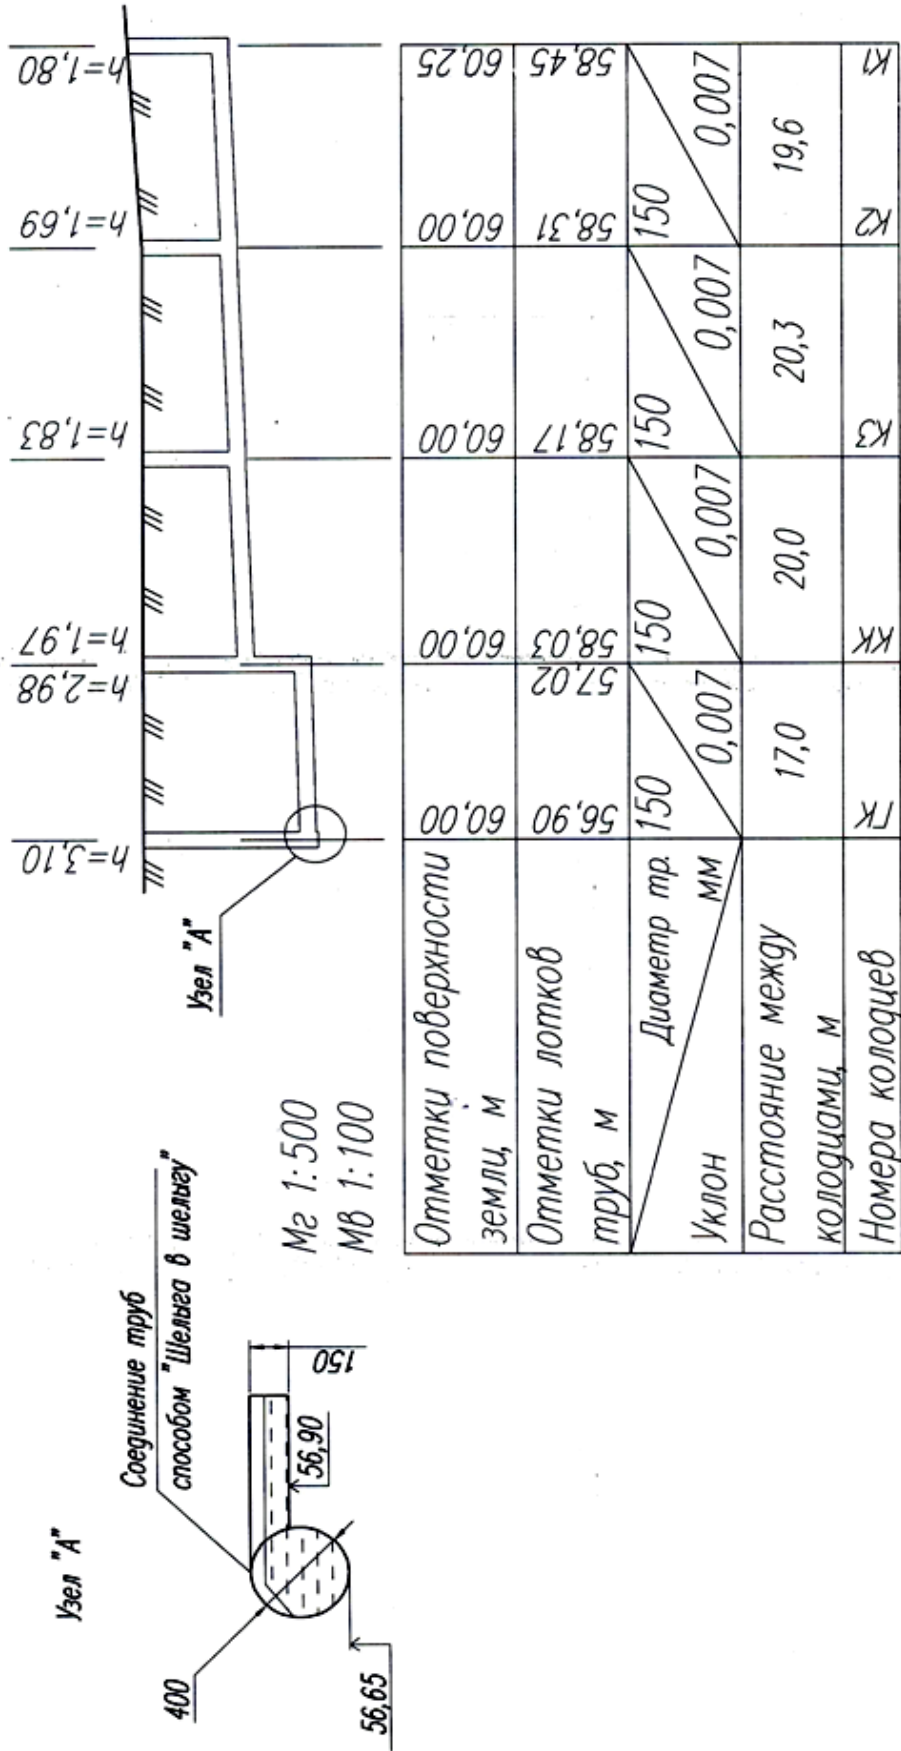 Узел "А"
Соединение труб
способом "Шелыга в шелыгу"
400
150
56,90
56,65
Мг 1:500
Мв 1:100
Узел "А"
h=3,10
h=2,98
h=1,97
h=1,83
h=1,69
h=1,80
Отметки поверхности
земли, м
60,00
60,00
60,00
60,00
60,25
Отметки лотков
труб, м
56,90
57,02
58,03
58,17
58,31
58,45
Диаметр тр.
мм
Уклон
150
0,007
150
0,007
150
0,007
150
0,007
Расстояние между
колодцами, м
17,0
20,0
20,3
19,6
Номера колодцев
ГК
КК
К3
К2
К1